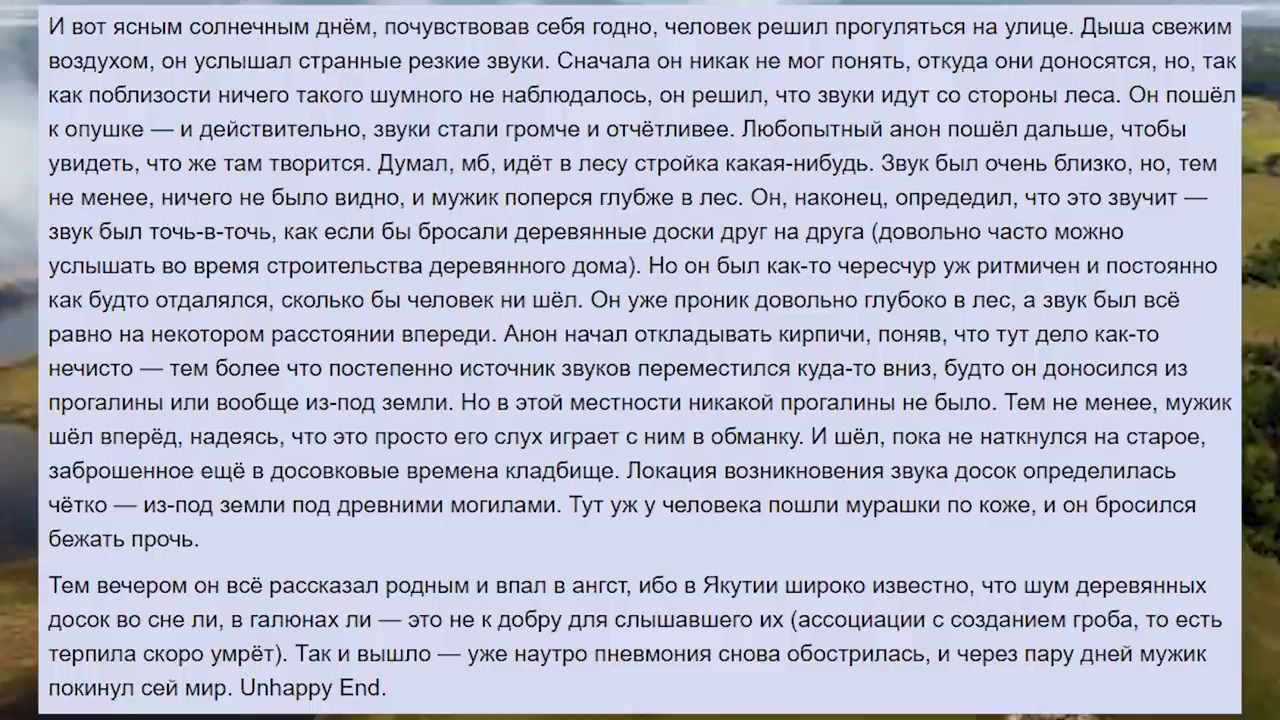 И вот ясным солнечным днём, почувствовав себя годно, человек решил прогуляться на улице. Дыша свежим
воздухом, он услышал странные резкие звуки. Сначала он никак не мог понять, откуда они доносятся, но, так
как поблизости ничего такого шумного не наблюдалось, он решил, что звуки идут со стороны леса. Он пошёл
к опушке — и действительно, звуки стали громче и отчётливее. Любопытный анон пошёл дальше, чтобы
увидеть, что же там творится. Думал, мб, идёт в лесу стройка какая-нибудь. Звук был очень близко, но, тем
не менее, ничего не было видно, и мужик поперся глубже в лес. Он, наконец, опредедил, что это звучит —
звук был точь-в-точь, как если бы бросали деревянные доски друг на друга (довольно часто можно
услышать во время строительства деревянного дома). Но он был как-то чересчур уж ритмичен и постоянно
как будто отдалялся, сколько бы человек ни шёл. Он уже проник довольно глубоко в лес, а звук был всё
равно на некотором расстоянии впереди. Анон начал откладывать кирпичи, поняв, что тут дело как-то
нечисто — тем более что постепенно источник звуков переместился куда-то вниз, будто он доносился из
прогалины или вообще из-под земли. Но в этой местности никакой прогалины не было. Тем не менее, мужик
шёл вперёд, надеясь, что это просто его слух играет с ним в обманку. И шёл, пока не наткнулся на старое,
заброшенное ещё в досовковые времена кладбище. Локация возникновения звука досок определилась
чётко — из-под земли под древними могилами. Тут уж у человека пошли мурашки по коже, и он бросился
бежать прочь.
Тем вечером он всё рассказал родным и впал в ангст, ибо в Якутии широко известно, что шум деревянных
досок во сне ли, в галюнах ли — это не к добру для слышавшего их (ассоциации с созданием гроба, то есть
терпила скоро умрёт). Так и вышло — уже наутро пневмония снова обострилась, и через пару дней мужик
покинул сей мир. Unhappy End.